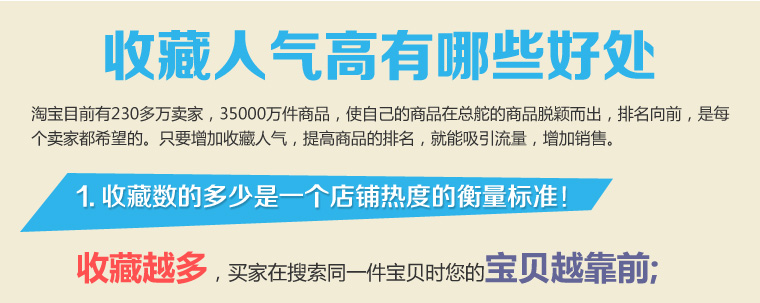 收藏人气高有哪些好处
淘宝目前有230多万卖家，35000万件商品，使自己的商品在总舵的商品脱颖而出，排名向前，是每
个卖家都希望的。只要增加收藏人气，提高商品的排名，就能吸引流量，增加销售。
1. 收藏数的多少是一个店铺热度的衡量标准！
收藏越多，买家在搜索同一件宝贝时您的宝贝越靠前;